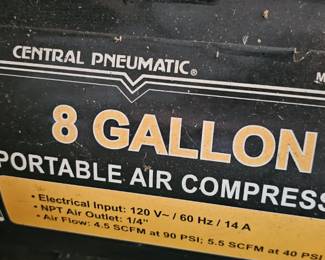 CENTRAL PNEUMATIC®
M
8 GALLON
PORTABLE AIR COMPRESS
• Electrical Input: 120 V~ / 60 Hz / 14 A
• NPT Air Outlet: 1/4"
• Air Flow: 4.5 SCFM at 90 PSI; 5.5 SCFM at 40 PSI